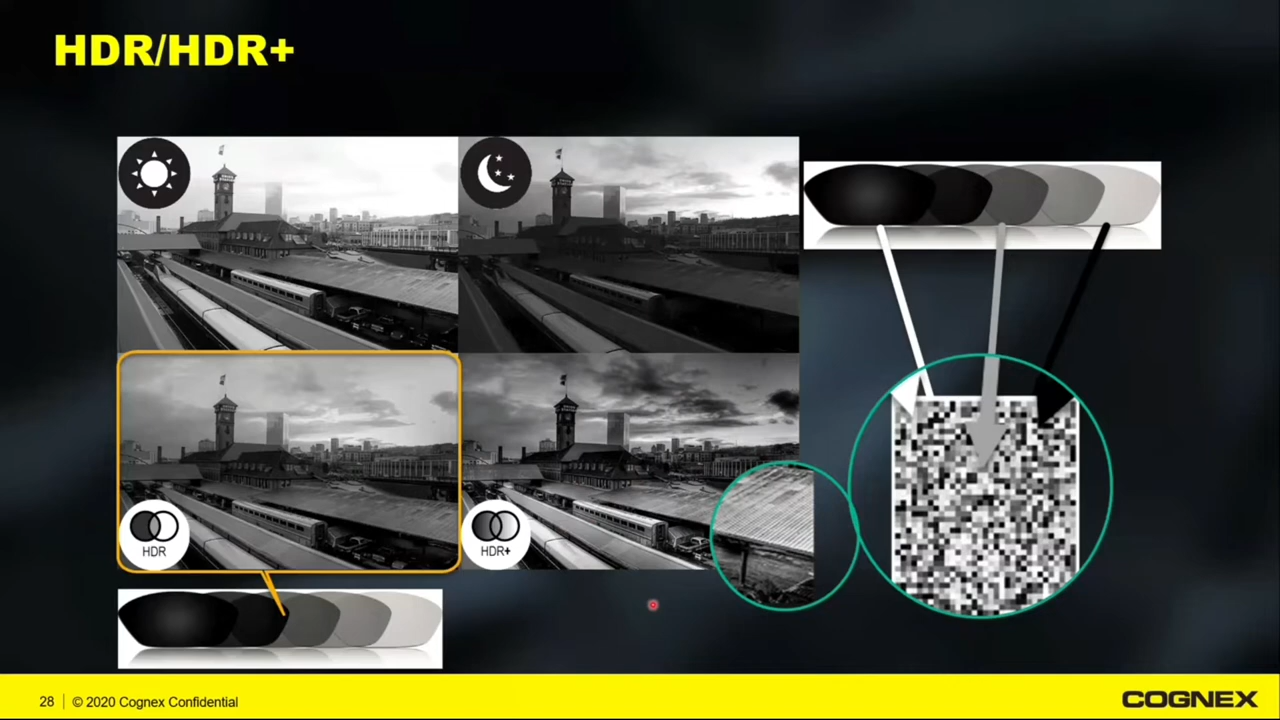 HDR/HDR+
HDR
HDR+
28
© 2020 Cognex Confidential
COGNEX